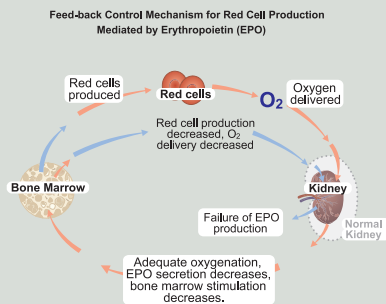 Feed-back Control Mechanism for Red Cell Production
Mediated by Erythropoietin (EPO)
Red cells
produced
Red cells
O2
Oxygen
delivered
Red cell production
decreased, O2
delivery decreased
Bone Marrow
Kidney
Failure of EPO
production
Normal
Kidney
Adequate oxygenation,
EPO secretion decreases,
bone marrow stimulation
decreases.